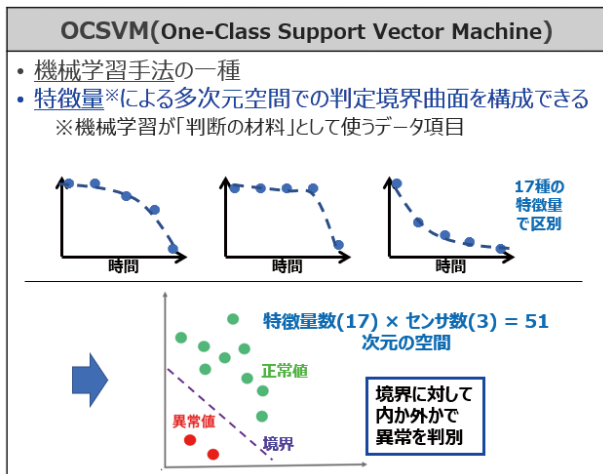 OCSVM(One-Class Support Vector Machine)
• 機械学習手法の一種
• 特徴量※による多次元空間での判定境界曲面を構成できる
※機械学習が「判断の材料」として使うデータ項目
17種の
特徴量
で区別
時間
時間
時間
特徴量数(17) × センサ数(3) = 51
次元の空間
正常値
異常値
境界
境界に対して
内か外かで
異常を判別